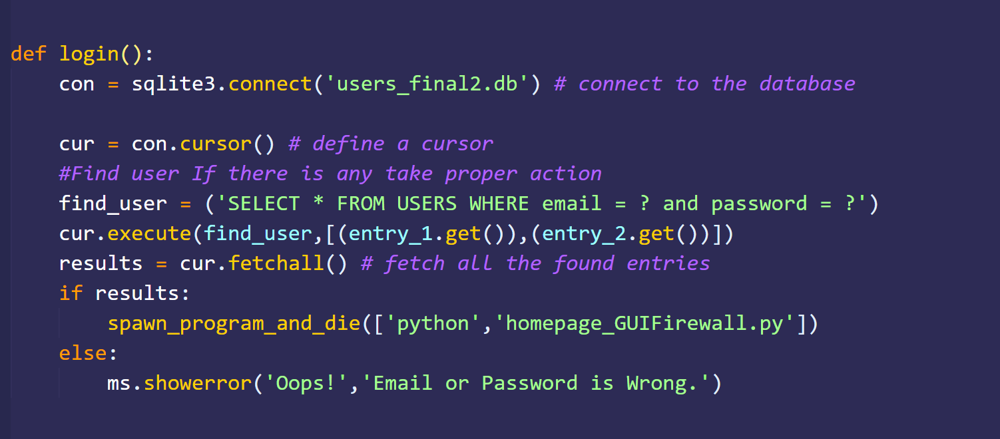 def login():
    con = sqlite3.connect('users_final2.db') # connect to the database
    cur = con.cursor() # define a cursor
    #Find user If there is any take proper action
    find_user = ('SELECT * FROM USERS WHERE email = ? and password = ?')
    cur.execute(find_user,[(entry_1.get()),(entry_2.get())])
    results = cur.fetchall() # fetch all the found entries
    if results:
        spawn_program_and_die(['python','homepage_GUIFirewall.py'])
    else:
        ms.showerror('Oops!','Email or Password is Wrong.')